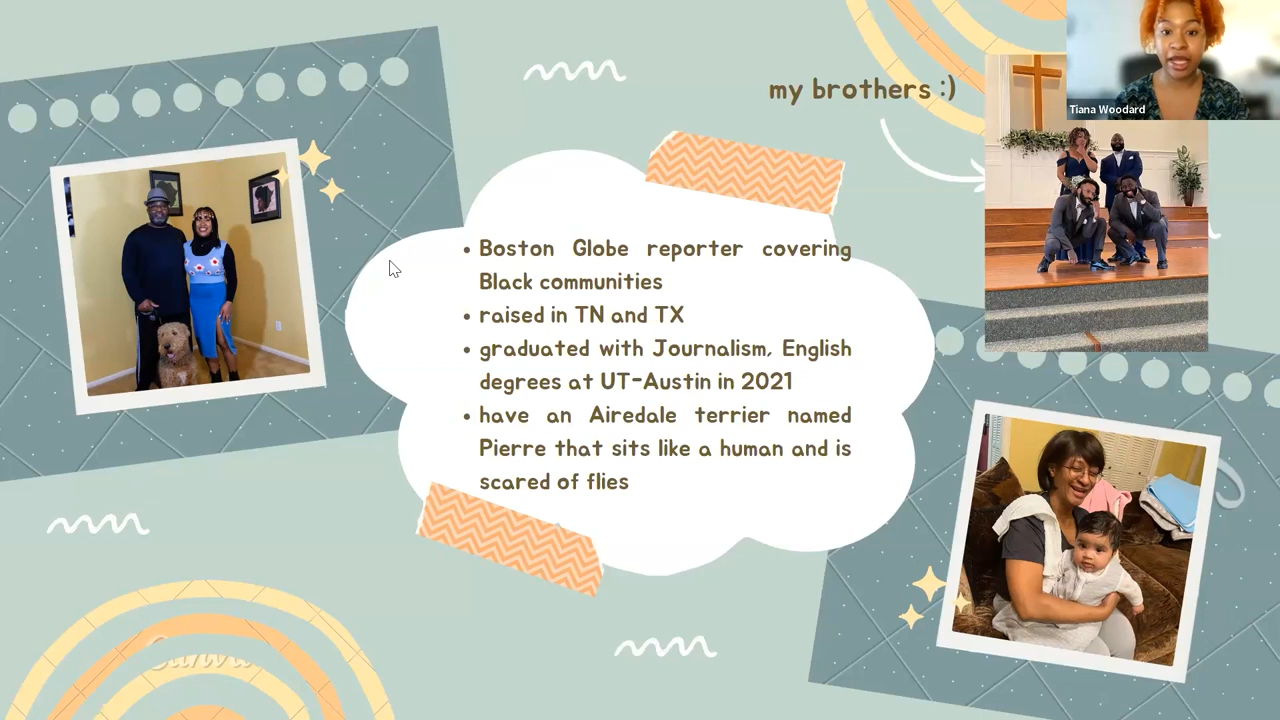 my brothers :)
Tiana Woodard
• Boston Globe reporter covering
Black communities
• raised in TN and TX
• graduated with Journalism, English
degrees at UT-Austin in 2021
• have an Airedale terrier named
Pierre that sits like a human and is
scared of flies
Canva